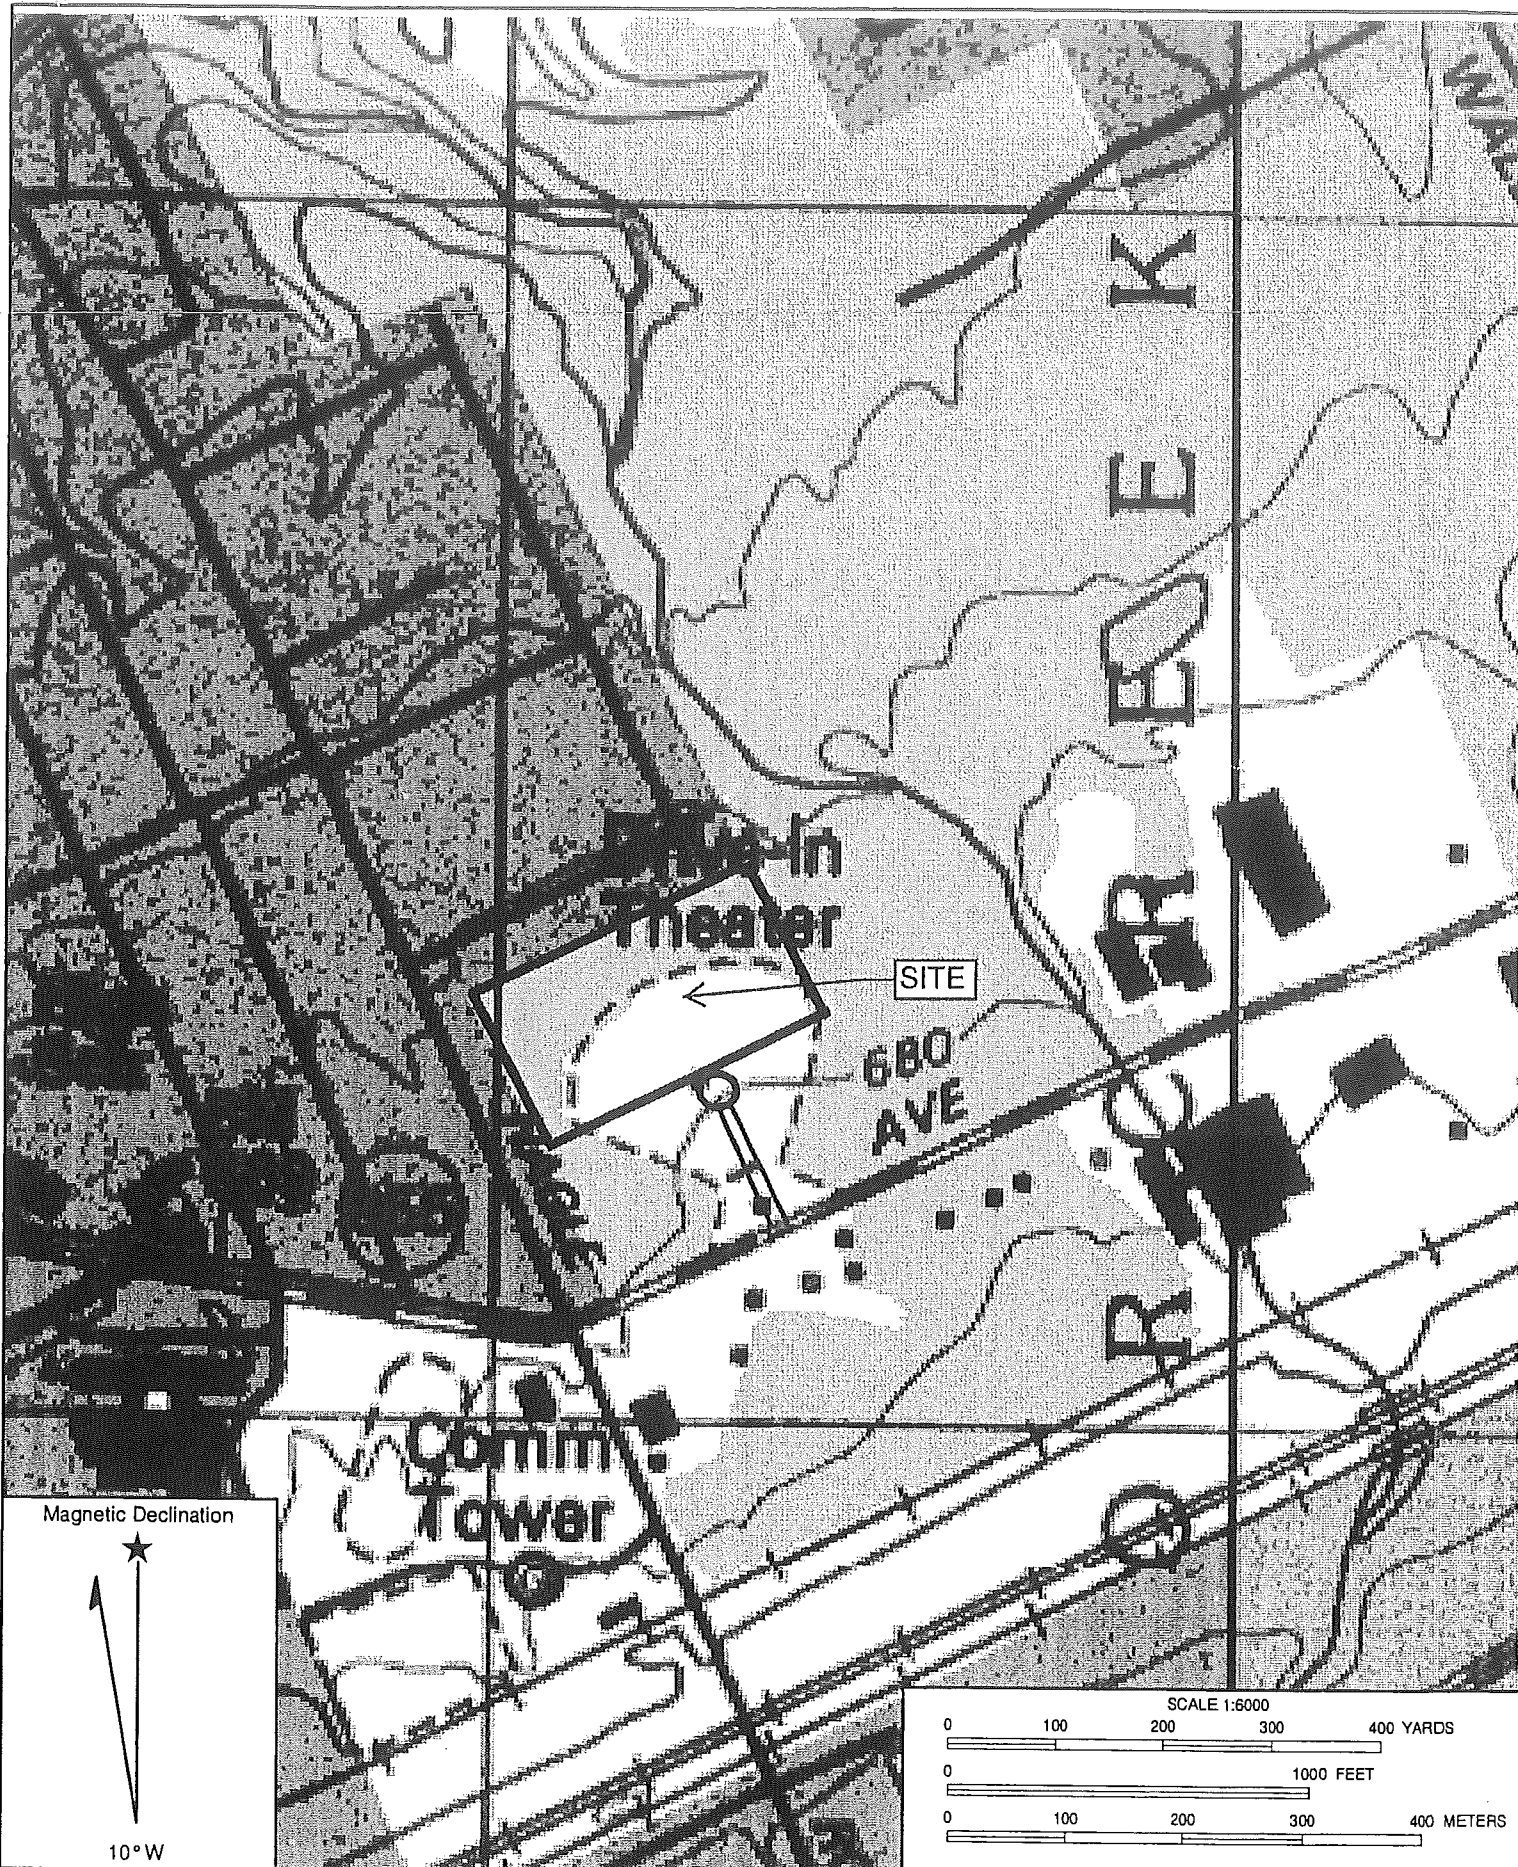 K
E
E
R
C
Theater
SITE
680
AVE
R
O
Comm
Tower
Magnetic Declination
10° W
SCALE 1:6000
0 100 200 300 400 YARDS
0 1000 FEET
0 100 200 300 400 METERS